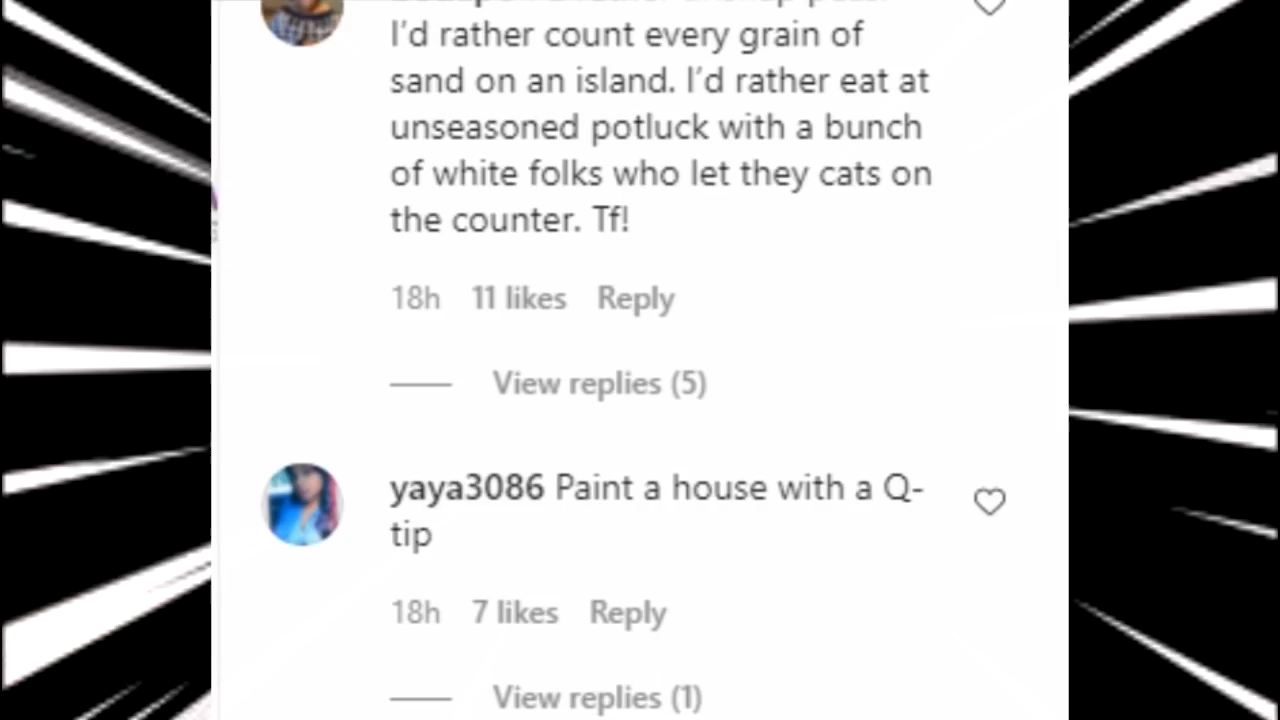 I'd rather count every grain of
sand on an island. I'd rather eat at
unseasoned potluck with a bunch
of white folks who let they cats on
the counter. Tf!
18h 11 likes Reply
View replies (5)
yaya3086 Paint a house with a Q-
tip
18h 7 likes Reply
View replies (1)